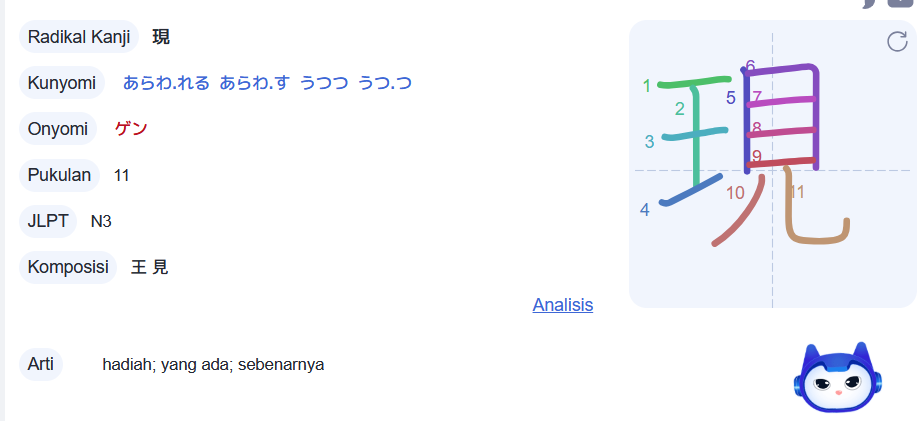 Radikal Kanji 現
Kunyomi あらわ.れる あらわ.す うつつ うつ.つ
Onyomi ゲン
Pukulan 11
JLPT N3
Komposisi 王 見
Analisis
Arti hadiah; yang ada; sebenarnya
現
1
2
3
4
5
6
7
8
9
10
11